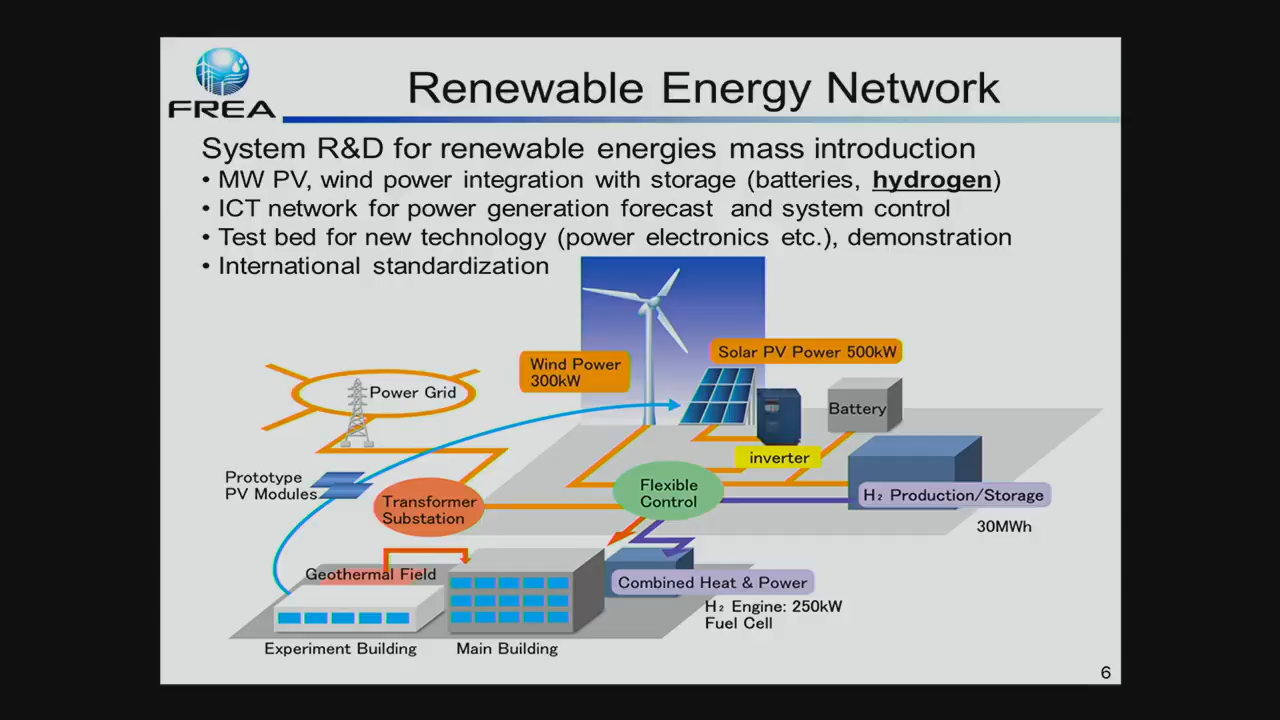 FREA
Renewable Energy Network
System R&D for renewable energies mass introduction
• MW PV, wind power integration with storage (batteries, hydrogen)
• ICT network for power generation forecast and system control
• Test bed for new technology (power electronics etc.), demonstration
• International standardization
Wind Power
300kW
Solar PV Power 500kW
Power Grid
Battery
inverter
Prototype
PV Modules
Transformer
Substation
Flexible
Control
H₂ Production/Storage
30MWh
Geothermal Field
Combined Heat & Power
H₂ Engine: 250kW
Fuel Cell
Experiment Building
Main Building
6